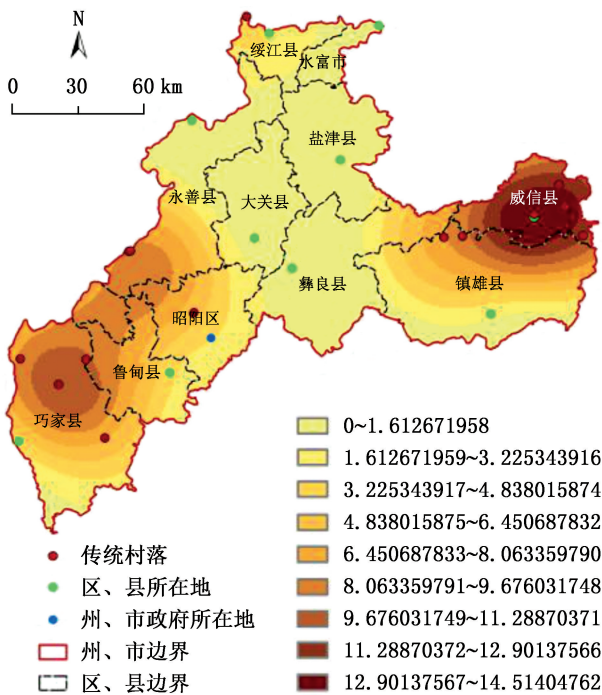 N
0 30 60 km
绥江县
水富市
盐津县
威信县
永善县
大关县
彝良县
镇雄县
昭阳区
鲁甸县
巧家县
传统村落
区、县所在地
州、市政府所在地
州、市边界
区、县边界
0~1.612671958
1.612671959~3.225343916
3.225343917~4.838015874
4.838015875~6.450687832
6.450687833~8.063359790
8.063359791~9.676031748
9.676031749~11.28870371
11.28870372~12.90137566
12.90137567~14.51404762